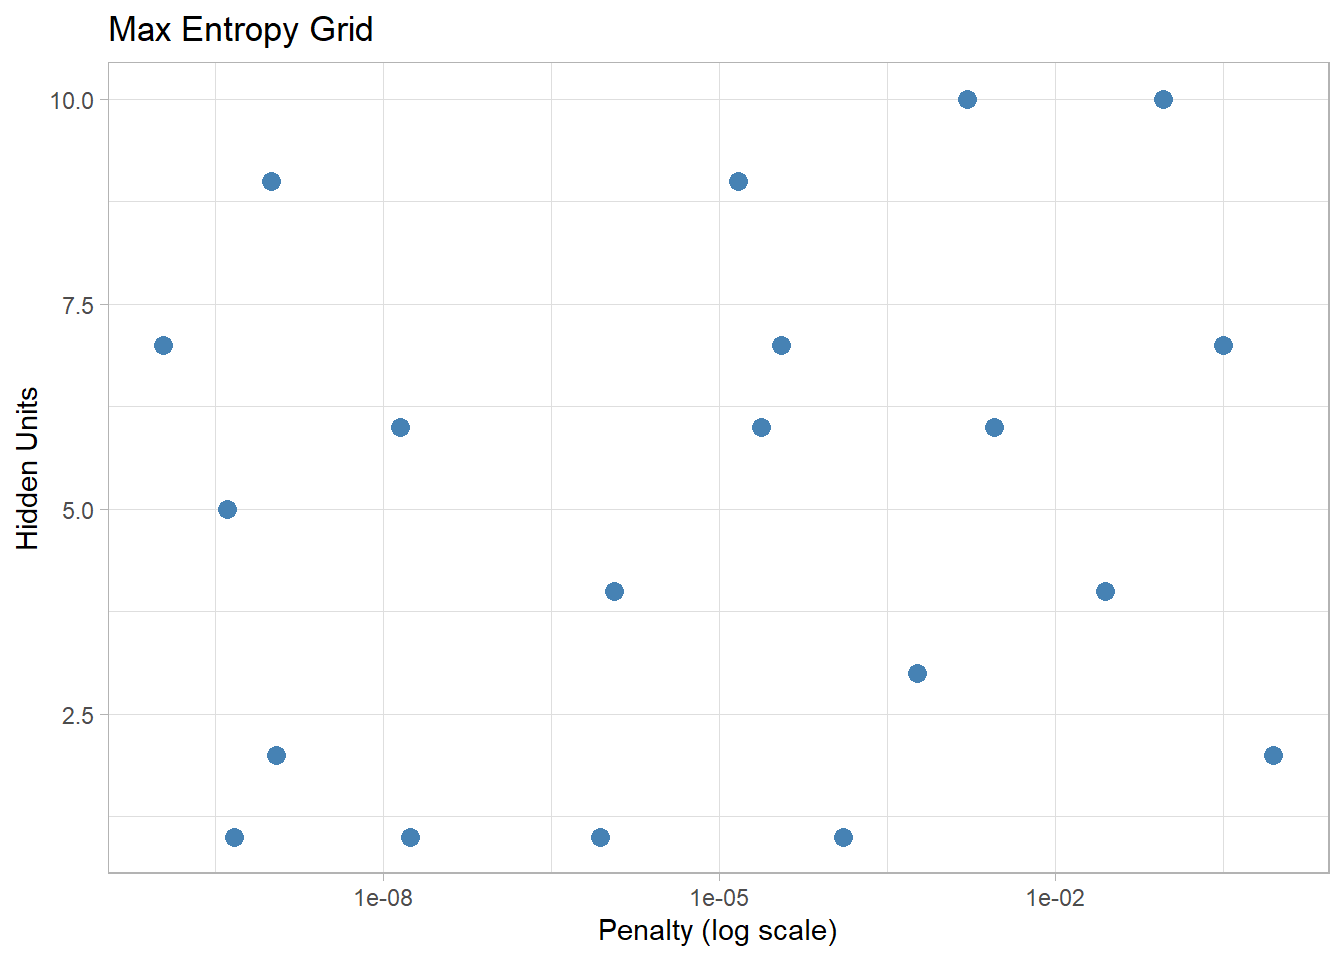 Max Entropy Grid
10.0
7.5
5.0
2.5
Hidden Units
1e-08
1e-05
1e-02
Penalty (log scale)